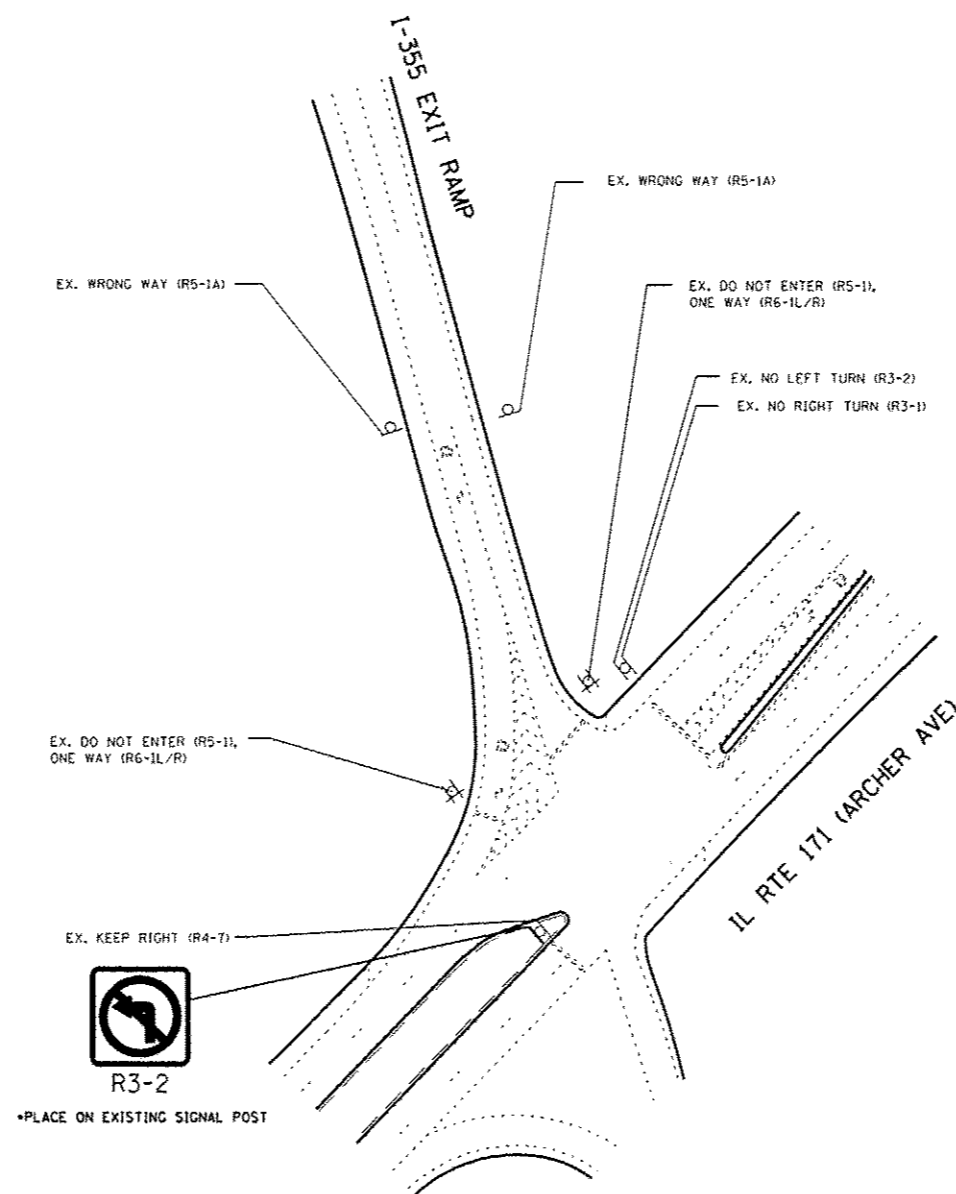 I-355 EXIT RAMP
EX. WRONG WAY (R5-1A)
EX. WRONG WAY (R5-1A)
EX. DO NOT ENTER (R5-1),
ONE WAY (R6-1L/R)
EX. NO LEFT TURN (R3-2)
EX. NO RIGHT TURN (R3-1)
EX. DO NOT ENTER (R5-1),
ONE WAY (R6-1L/R)
IL RTE 171 (ARCHER AVE)
EX. KEEP RIGHT (R4-7)
R3-2
*PLACE ON EXISTING SIGNAL POST